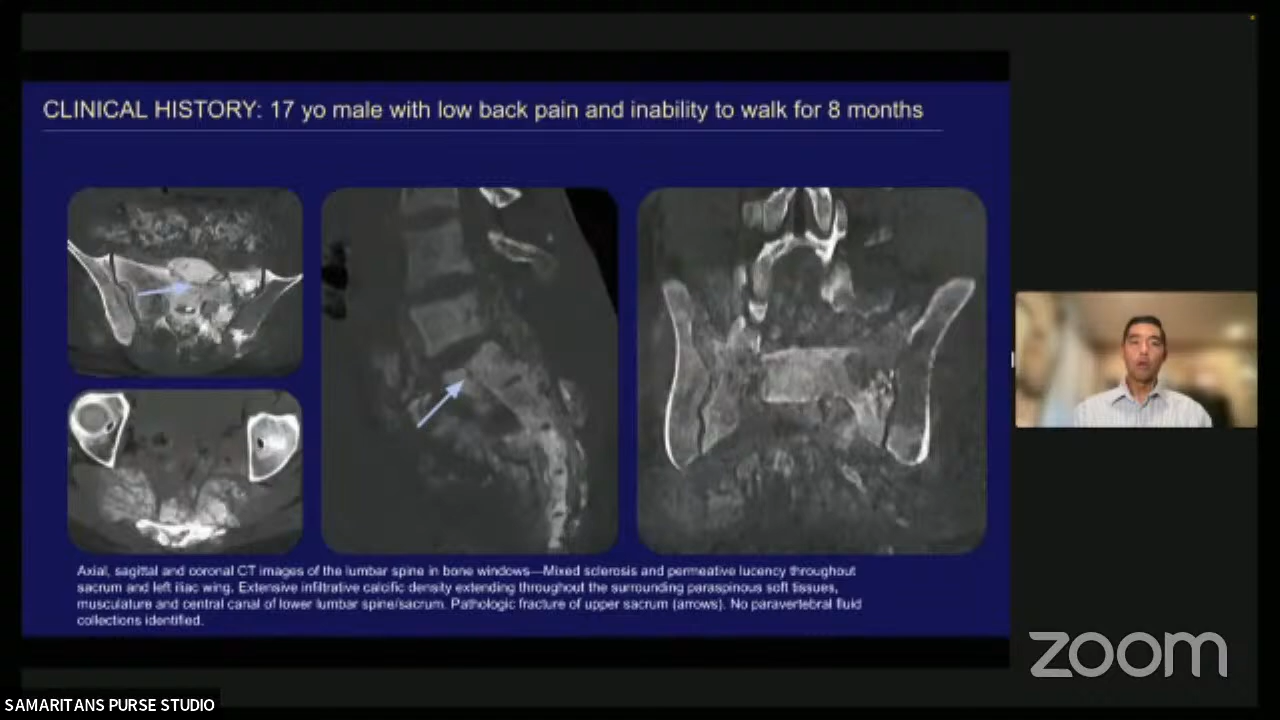 CLINICAL HISTORY: 17 yo male with low back pain and inability to walk for 8 months
Axial, sagittal and coronal CT images of the lumbar spine in bone windows—Mixed sclerosis and permeative lucency throughout
sacrum and left iliac wing. Extensive infiltrative calcific density extending throughout the surrounding paraspinous soft tissues,
musculature and central canal of lower lumbar spine/sacrum. Pathologic fracture of upper sacrum (arrows). No paravertebral fluid
collections identified.
zoom
SAMARITANS PURSE STUDIO